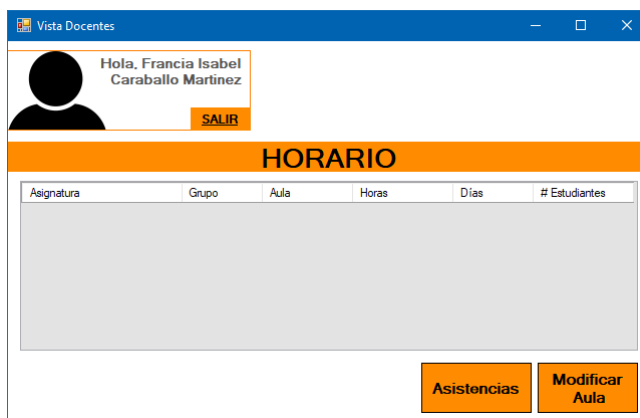 Vista Docentes
Hola, Francia Isabel
Caraballo Martinez
SALIR
HORARIO
Asignatura Grupo Aula Horas Días # Estudiantes
Asistencias
Modificar
Aula